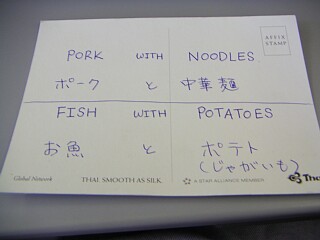 AFFIX
STAMP
PORK WITH NOODLES
ポーク と 中華麺
FISH WITH POTATOES
お魚 と ポテト
(じゃがいも)
Global Network THAI. SMOOTH AS SILK. A STAR ALLIANCE MEMBER Tha